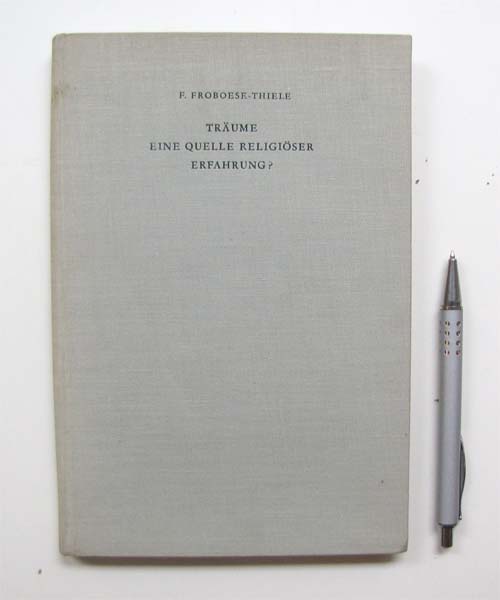 F. FROBOESE-THIELE
TRÄUME
EINE QUELLE RELIGIÖSER
ERFAHRUNG?